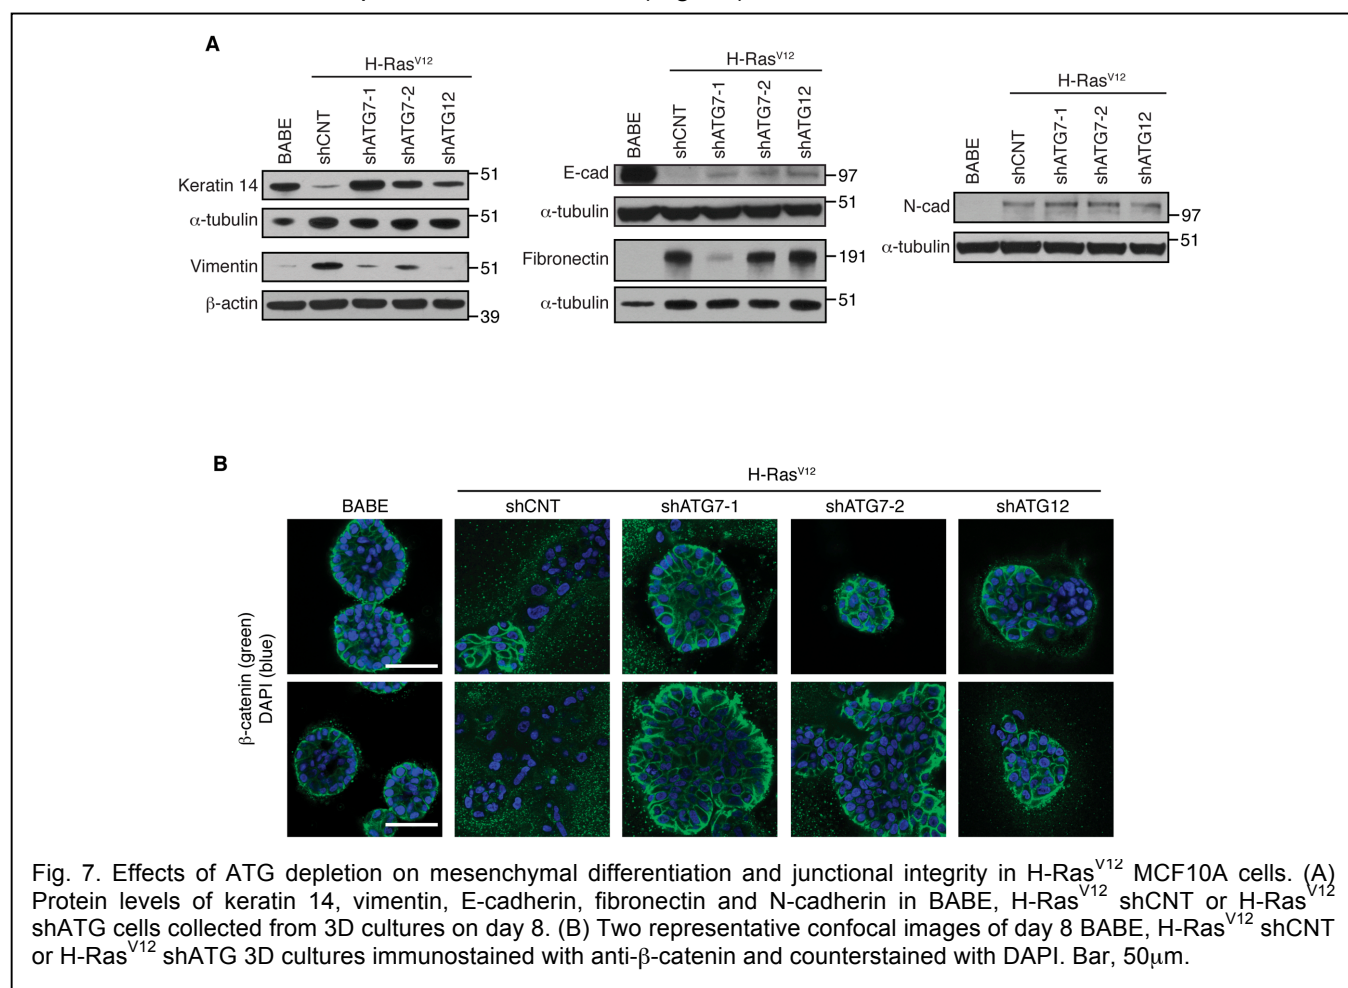 A
H-RasV12
BABE
shCNT
shATG7-1
shATG7-2
shATG12
Keratin 14
51
α-tubulin
51
Vimentin
51
β-actin
39
H-RasV12
BABE
shCNT
shATG7-1
shATG7-2
shATG12
E-cad
97
α-tubulin
51
Fibronectin
191
α-tubulin
51
H-RasV12
BABE
shCNT
shATG7-1
shATG7-2
shATG12
N-cad
97
α-tubulin
51
B
H-RasV12
BABE
shCNT
shATG7-1
shATG7-2
shATG12
β-catenin (green)
DAPI (blue)
Fig. 7. Effects of ATG depletion on mesenchymal differentiation and junctional integrity in H-RasV12 MCF10A cells. (A)
Protein levels of keratin 14, vimentin, E-cadherin, fibronectin and N-cadherin in BABE, H-RasV12 shCNT or H-RasV12
shATG cells collected from 3D cultures on day 8. (B) Two representative confocal images of day 8 BABE, H-RasV12 shCNT
or H-RasV12 shATG 3D cultures immunostained with anti-β-catenin and counterstained with DAPI. Bar, 50μm.